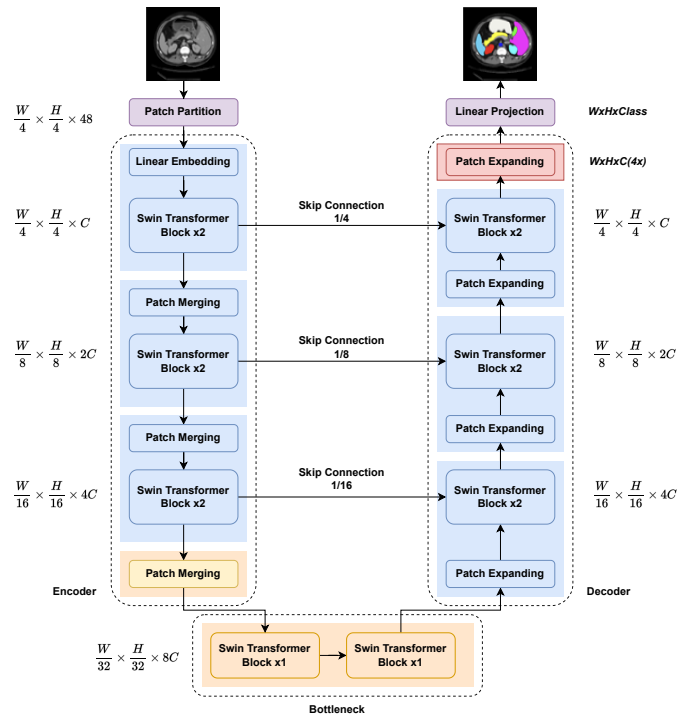 W/4 × H/4 × 48
Patch Partition
Linear Projection
WxHxClass
Linear Embedding
Patch Expanding
WxHxC(4x)
W/4 × H/4 × C
Swin Transformer
Block x2
Skip Connection
1/4
Swin Transformer
Block x2
W/4 × H/4 × C
Patch Expanding
Patch Merging
W/8 × H/8 × 2C
Swin Transformer
Block x2
Skip Connection
1/8
Swin Transformer
Block x2
W/8 × H/8 × 2C
Patch Merging
Patch Expanding
W/16 × H/16 × 4C
Swin Transformer
Block x2
Skip Connection
1/16
Swin Transformer
Block x2
W/16 × H/16 × 4C
Patch Merging
Patch Expanding
Encoder
Decoder
W/32 × H/32 × 8C
Swin Transformer
Block x1
Swin Transformer
Block x1
Bottleneck